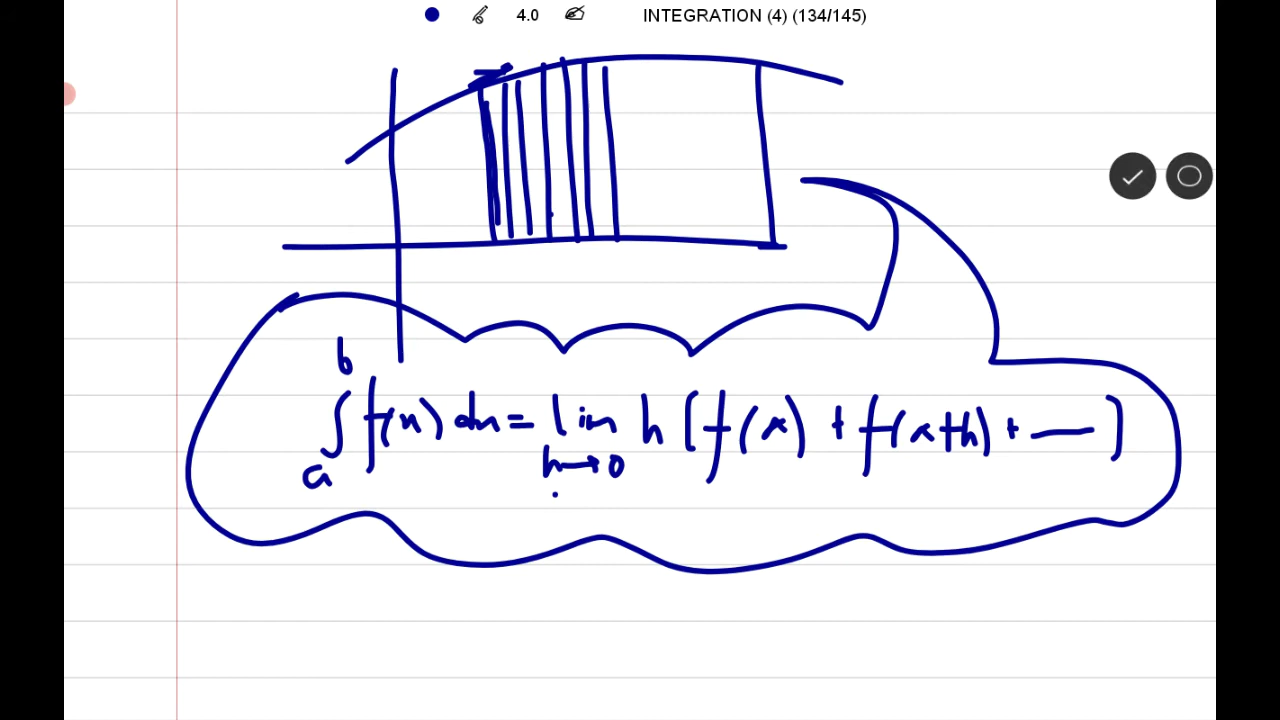 4.0 INTEGRATION (4) (134/145)
b
∫ f(x) dx = lim h [f(x) + f(x+h) + — ]
a h→0